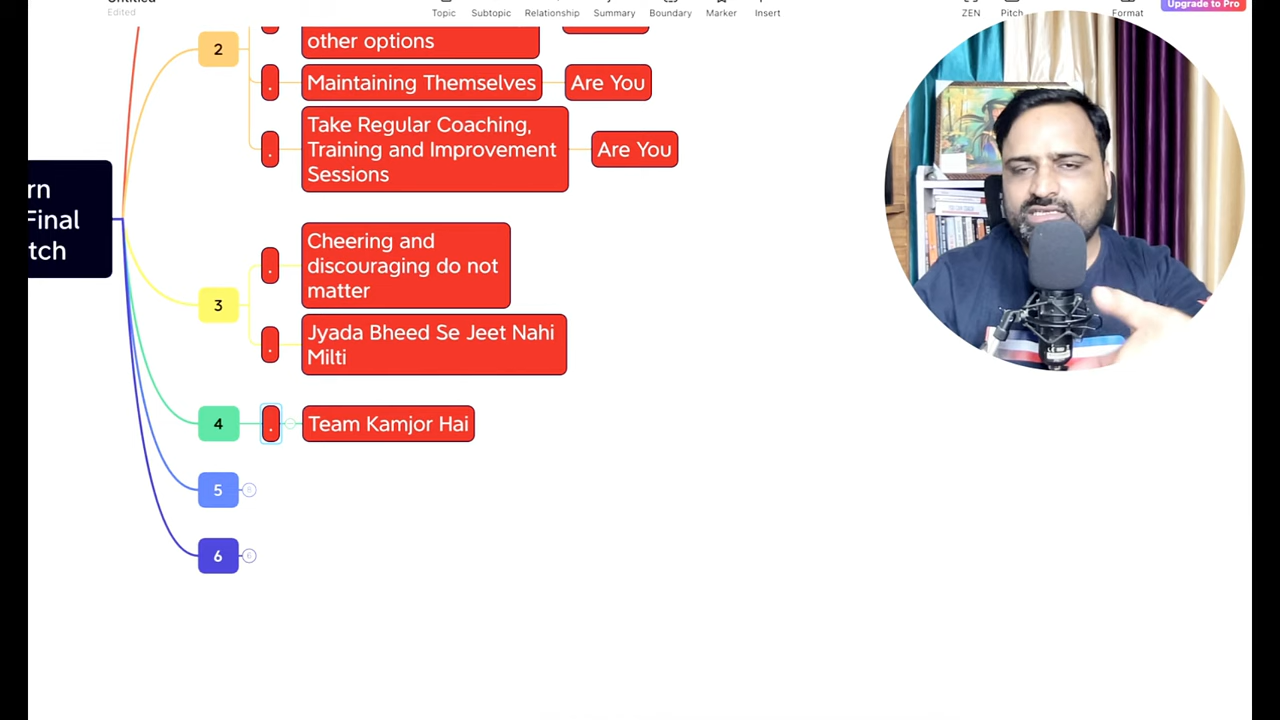 Untitled
Edited
Topic
Subtopic
Relationship
Summary
Boundary
Marker
Insert
ZEN
Pitch
Format
Upgrade to Pro
rn
Final
tch
2
other options
.
Maintaining Themselves
Are You
.
Take Regular Coaching,
Training and Improvement
Sessions
Are You
3
.
Cheering and
discouraging do not
matter
.
Jyada Bheed Se Jeet Nahi
Milti
4
.
Team Kamjor Hai
5
6